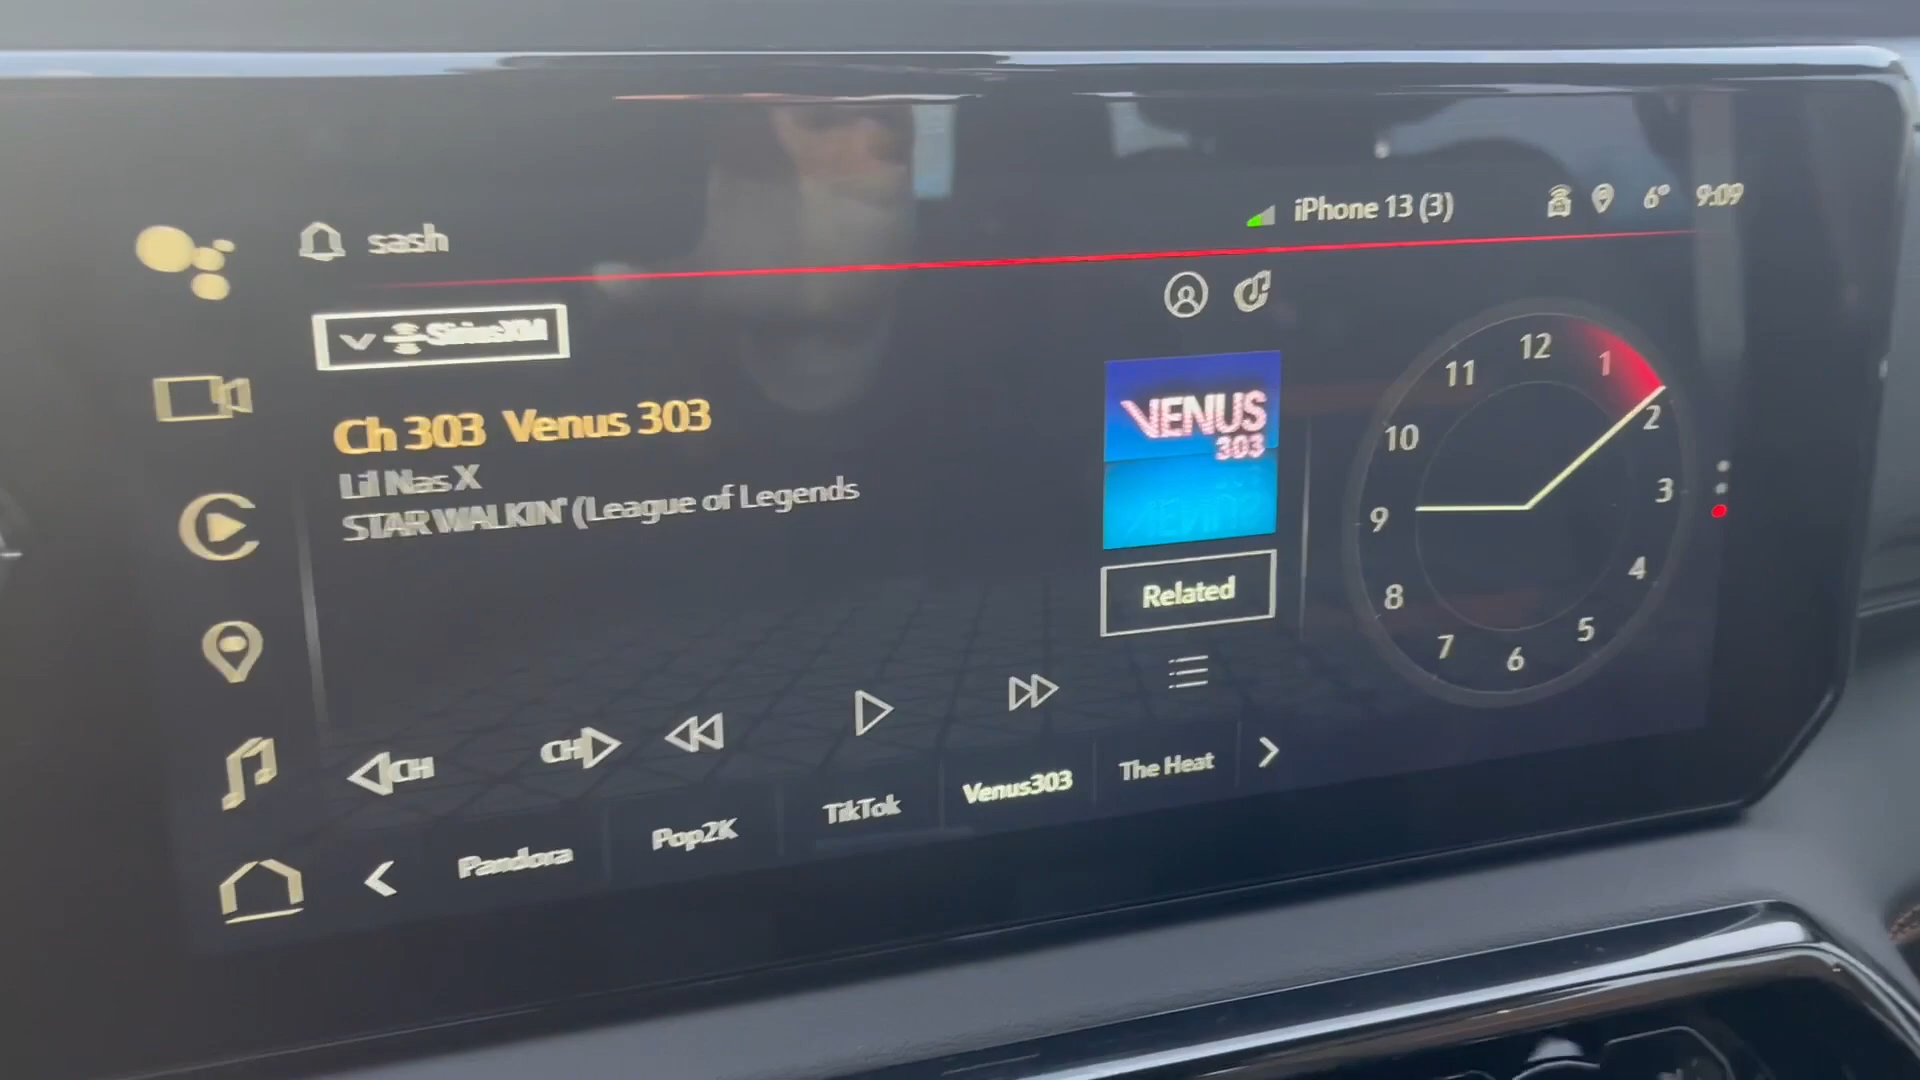 sash
iPhone 13 (3)
6°
9:09
SiriusXM
Ch 303 Venus 303
Lil Nas X
STAR WALKIN' (League of Legends
VENUS
303
Related
CH
CH
Pandora
Pop2K
TikTok
Venus303
The Heat
12
1
2
3
4
5
6
7
8
9
10
11